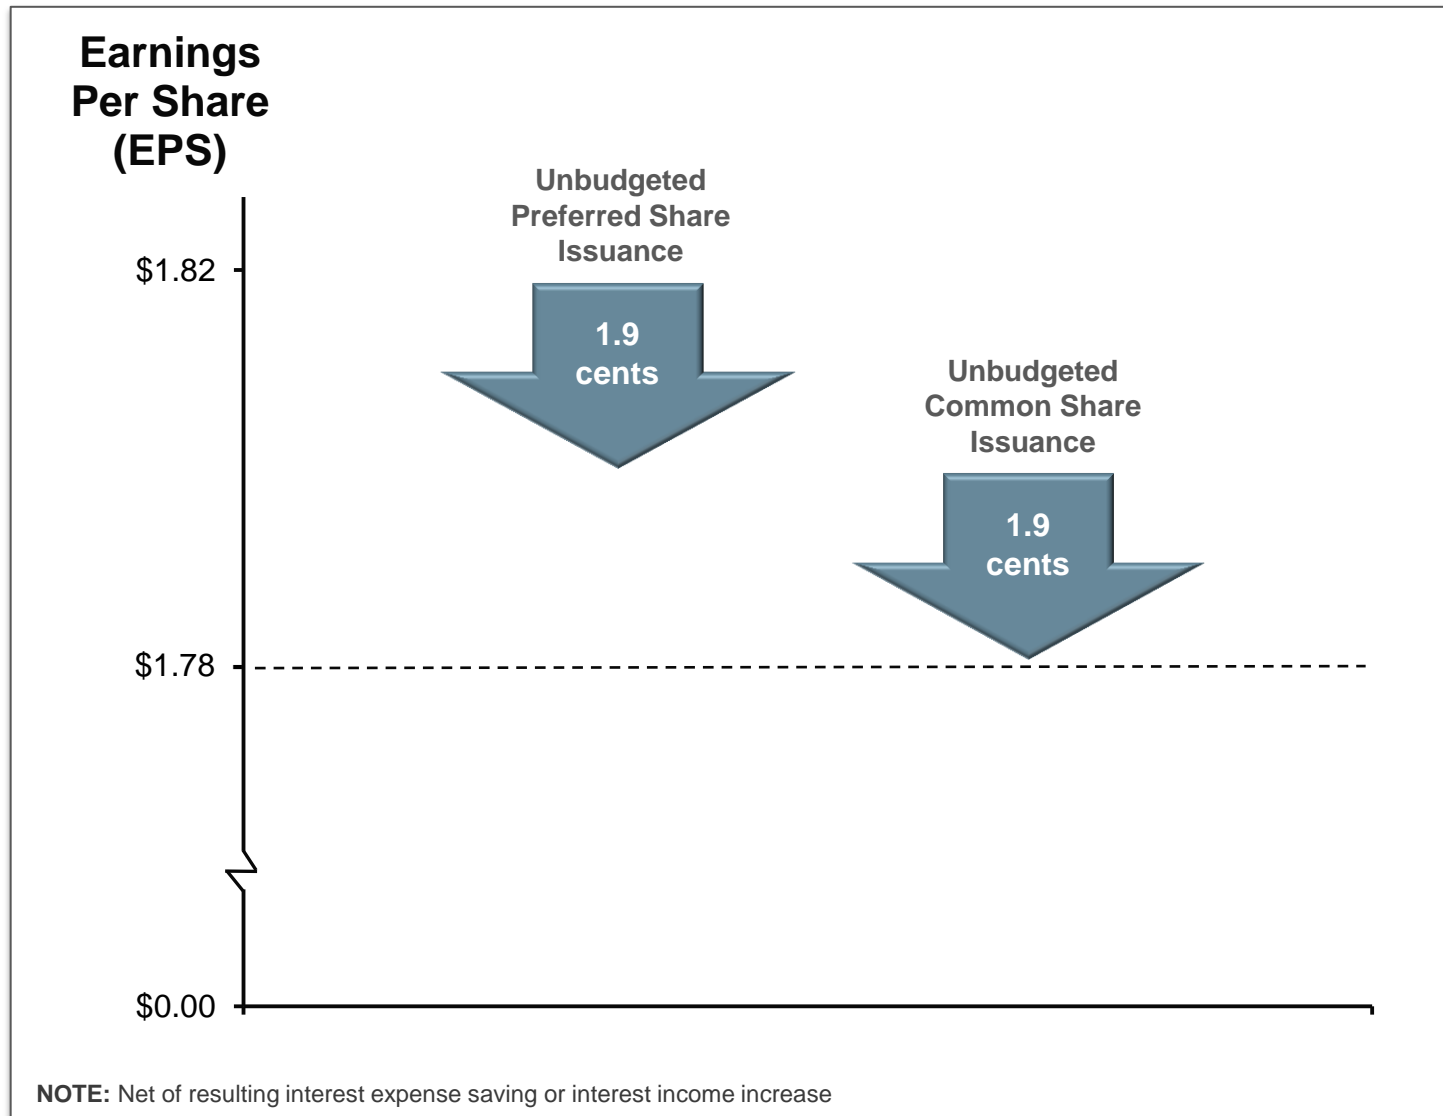 Earnings
Per Share
(EPS)
Unbudgeted
Preferred Share
Issuance
$1.82
1.9
cents
Unbudgeted
Common Share
Issuance
1.9
cents
$1.78
$0.00
NOTE: Net of resulting interest expense saving or interest income increase